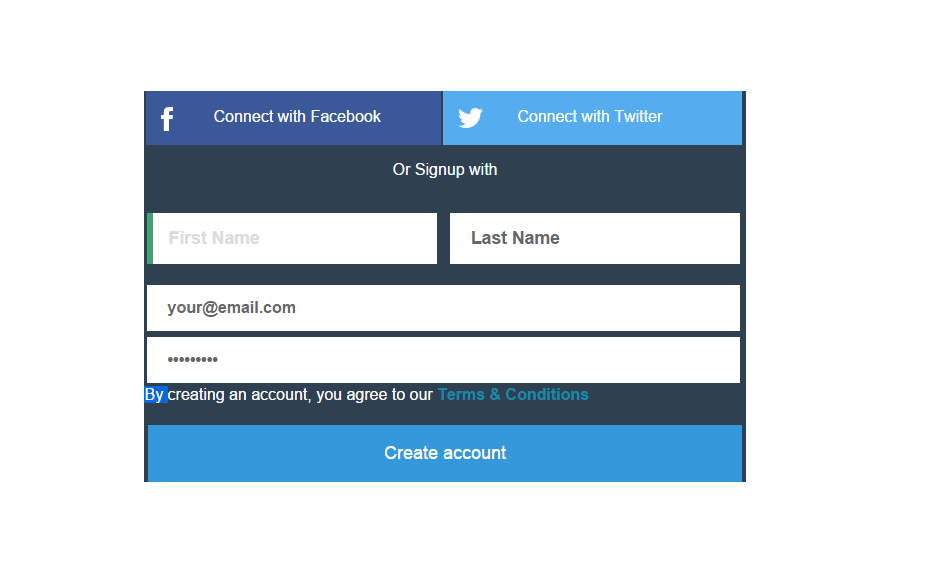 Connect with Facebook Connect with Twitter
Or Signup with
First Name Last Name
your@email.com
•••••••••
By creating an account, you agree to our Terms & Conditions
Create account